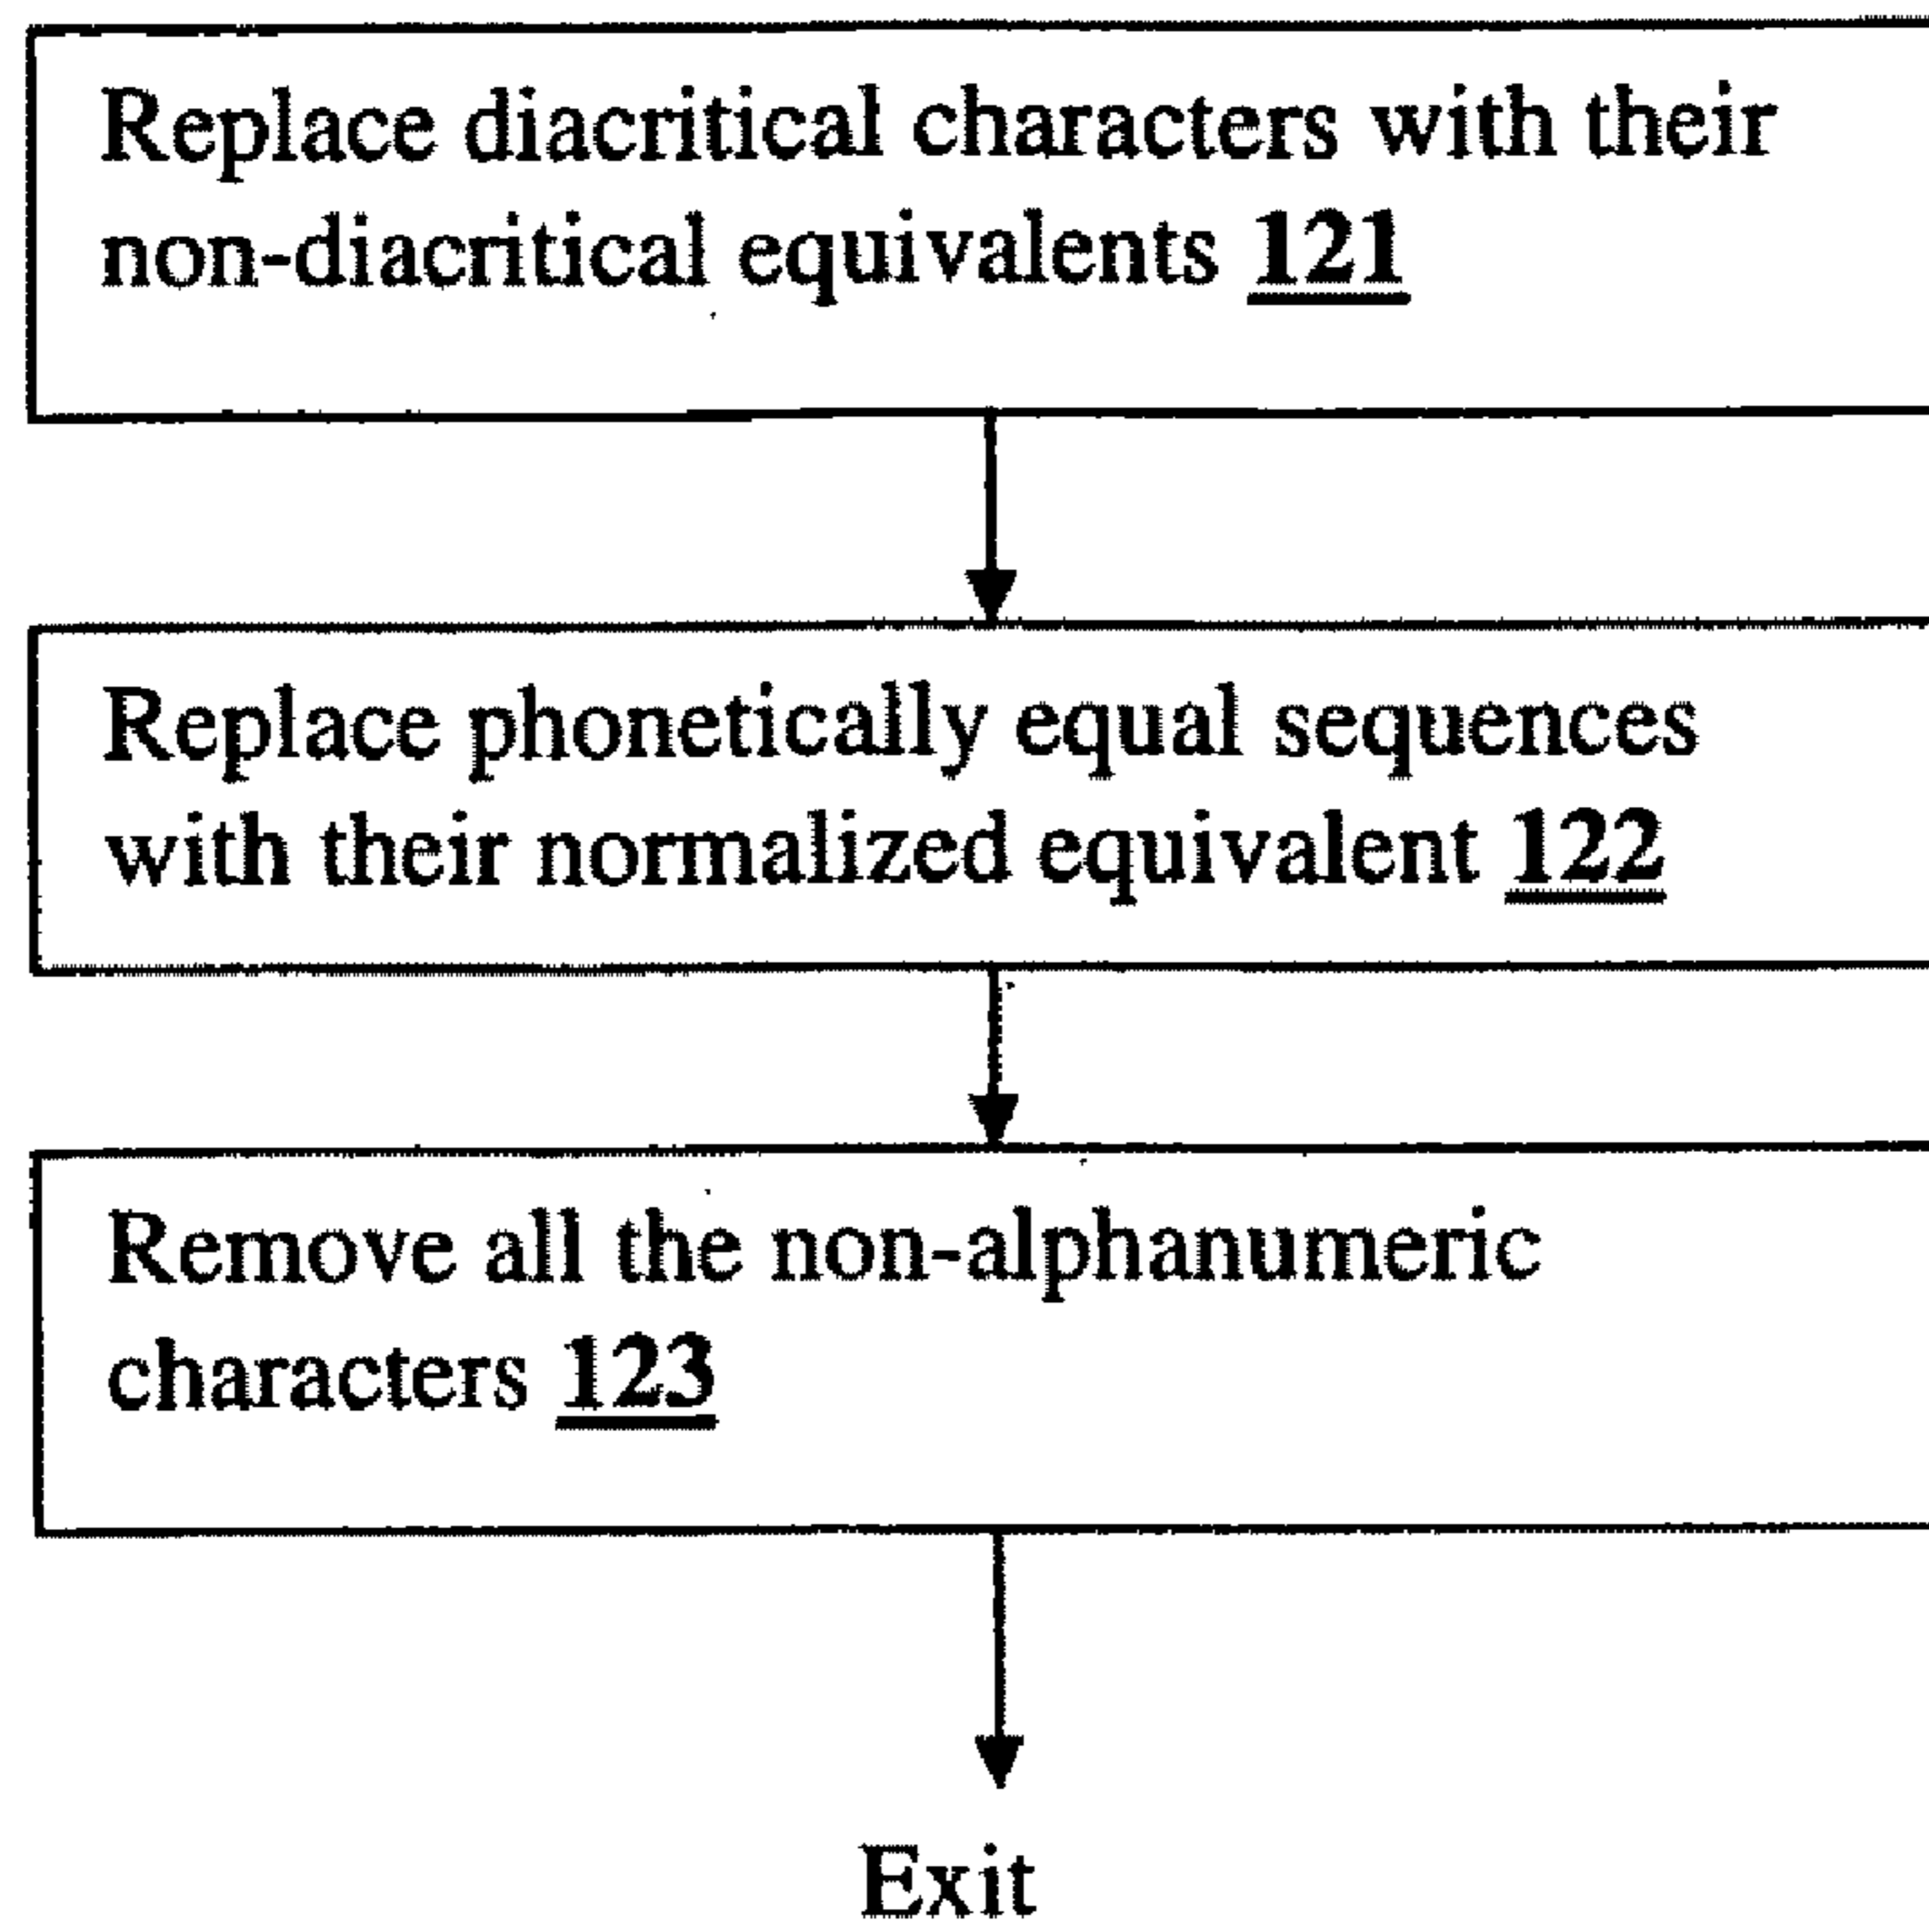 Replace diacritical characters with their
non-diacritical equivalents 121
Replace phonetically equal sequences
with their normalized equivalent 122
Remove all the non-alphanumeric
characters 123
Exit